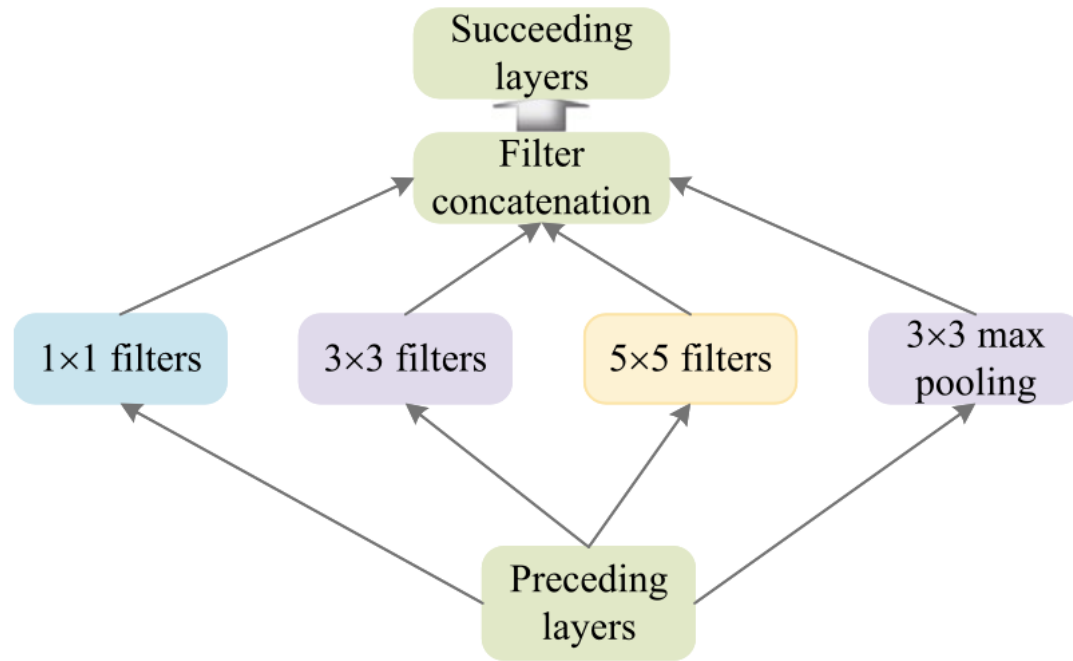 Succeeding
layers
Filter
concatenation
1×1 filters
3×3 filters
5×5 filters
3×3 max
pooling
Preceding
layers